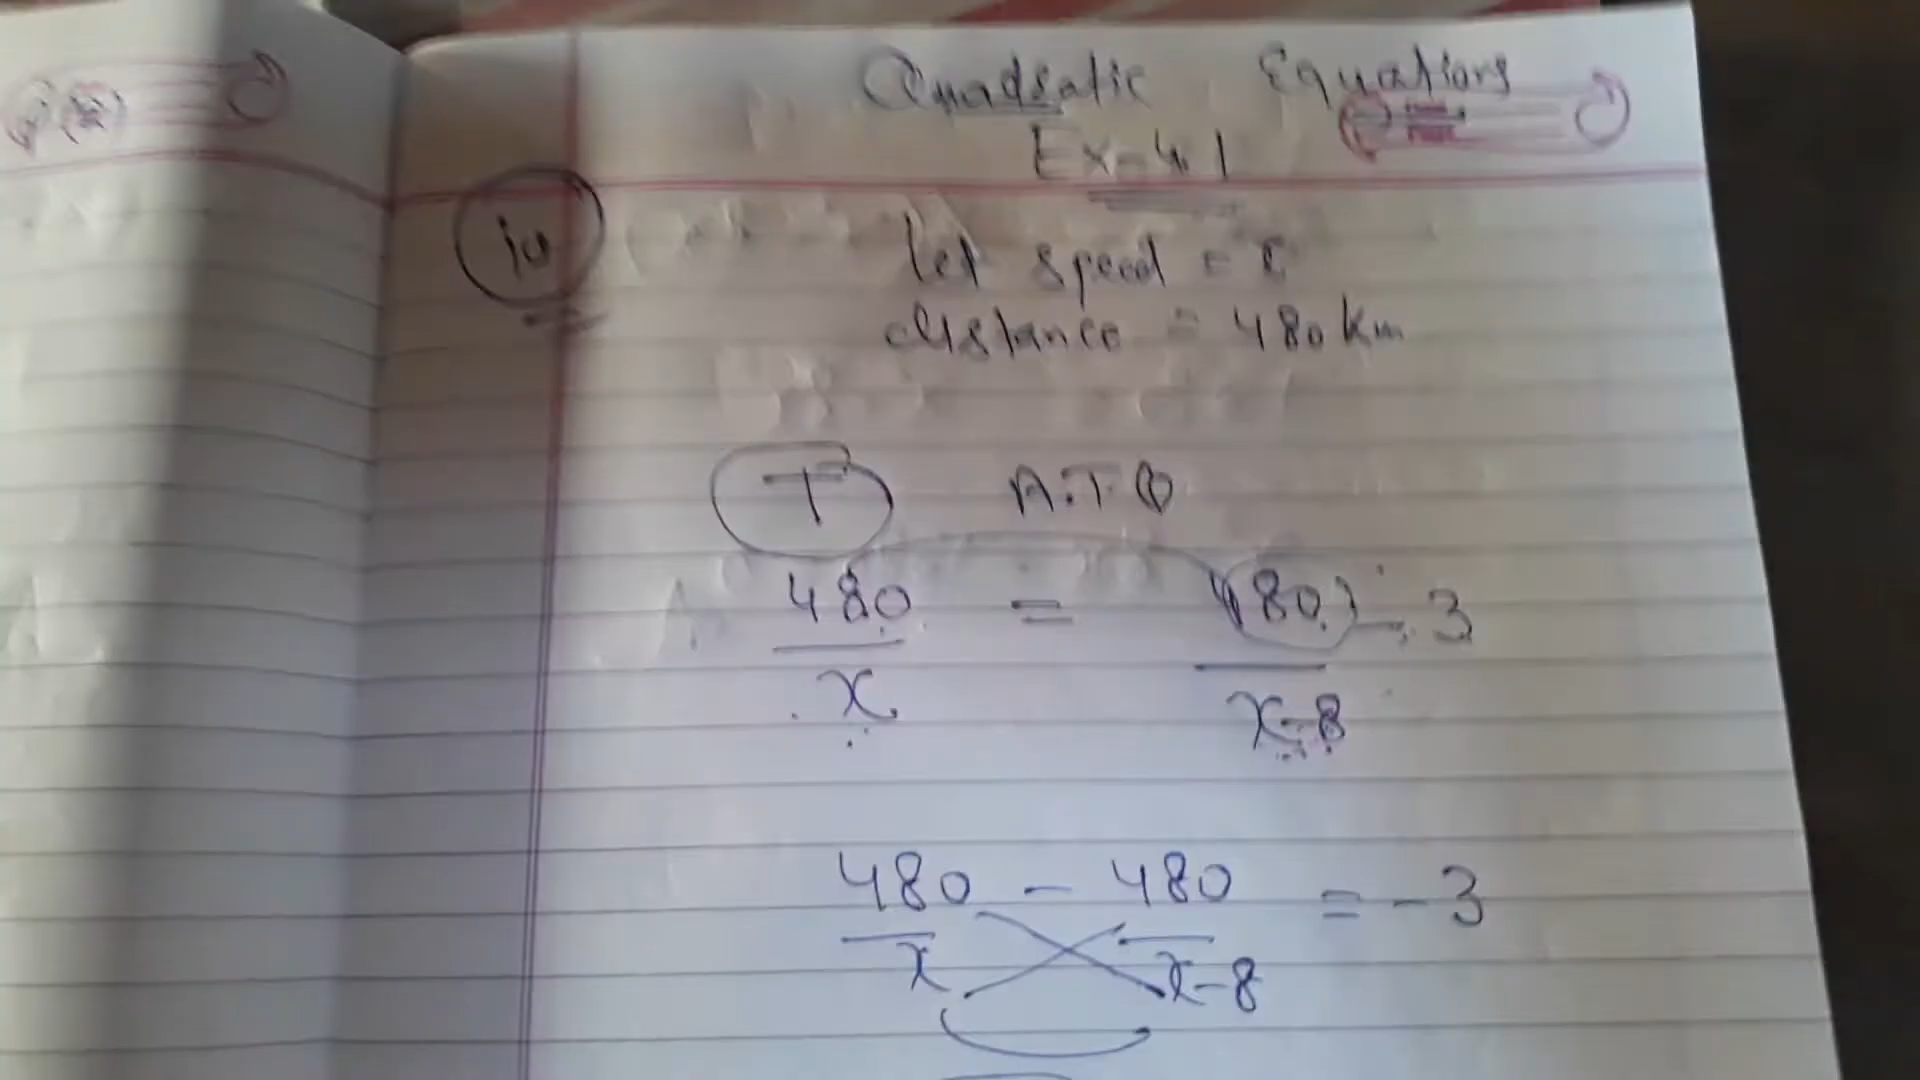 Quadratic Equations
Ex-4.1
iv
Let speed = x
distance = 480 km
T A.T.Q
480 = 480 - 3
x x-8
480 - 480 = -3
x x-8